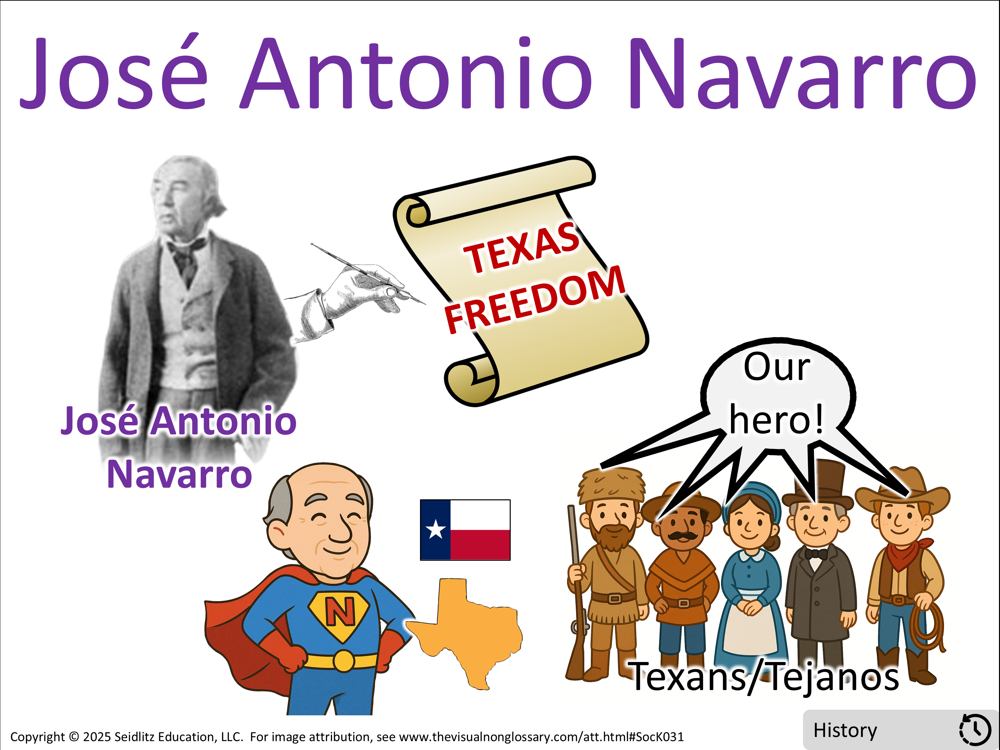 José Antonio Navarro
TEXAS
FREEDOM
Our
hero!
José Antonio
Navarro
N
Texans/Tejanos
Copyright © 2025 Seidlitz Education, LLC.  For image attribution, see www.thevisualnonglossary.com/att.html#SocK031
History